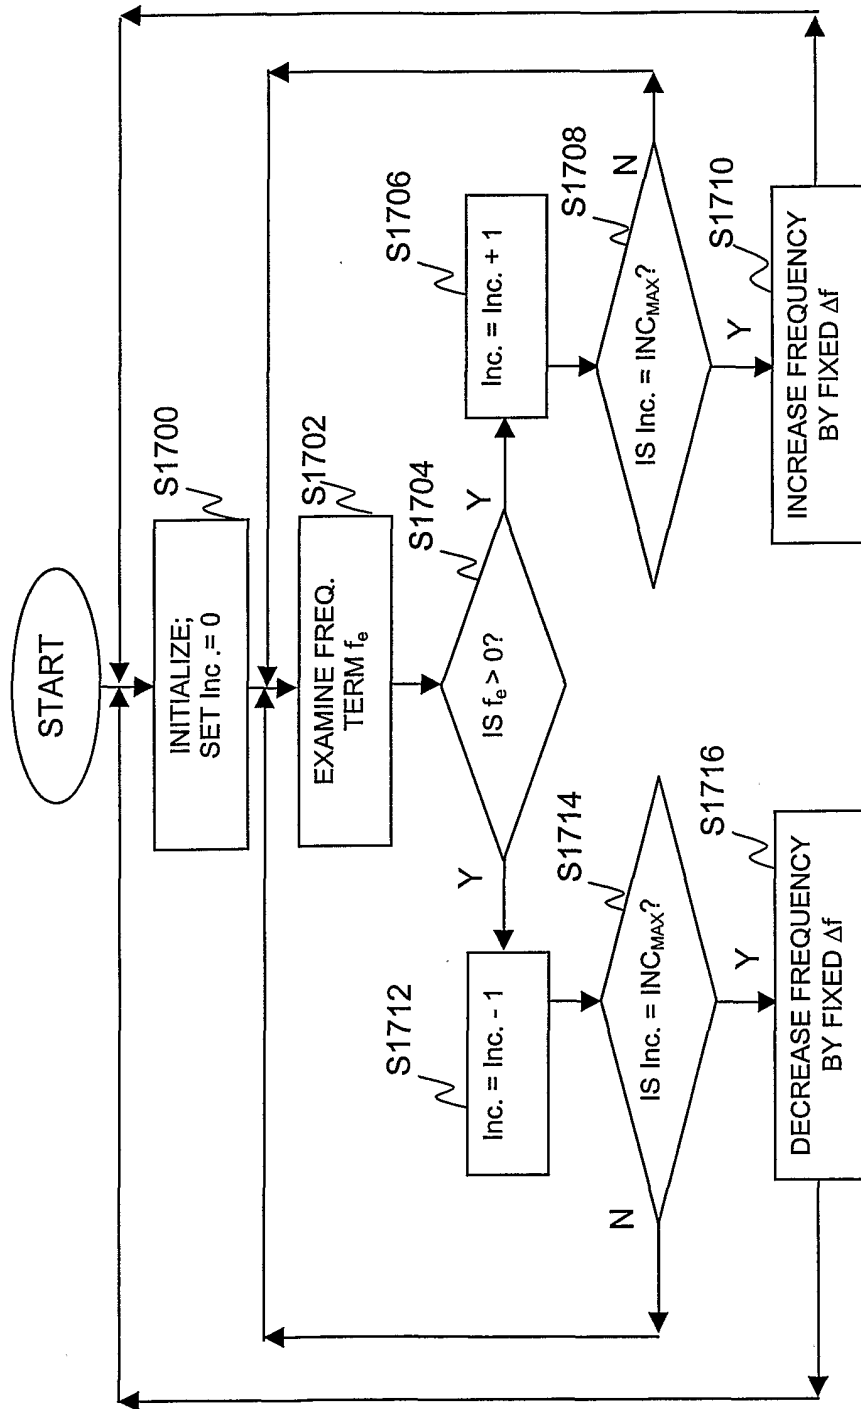 START
INITIALIZE;
SET Inc .= 0
S1700
EXAMINE FREQ.
TERM fₑ
S1702
IS fₑ > 0?
S1704
Y
Y
Inc. = Inc. + 1
S1706
IS Inc. = INC_MAX?
S1708
N
Y
INCREASE FREQUENCY
BY FIXED Δf
S1710
Inc. = Inc. - 1
S1712
IS Inc. = INC_MAX?
S1714
N
Y
DECREASE FREQUENCY
BY FIXED Δf
S1716